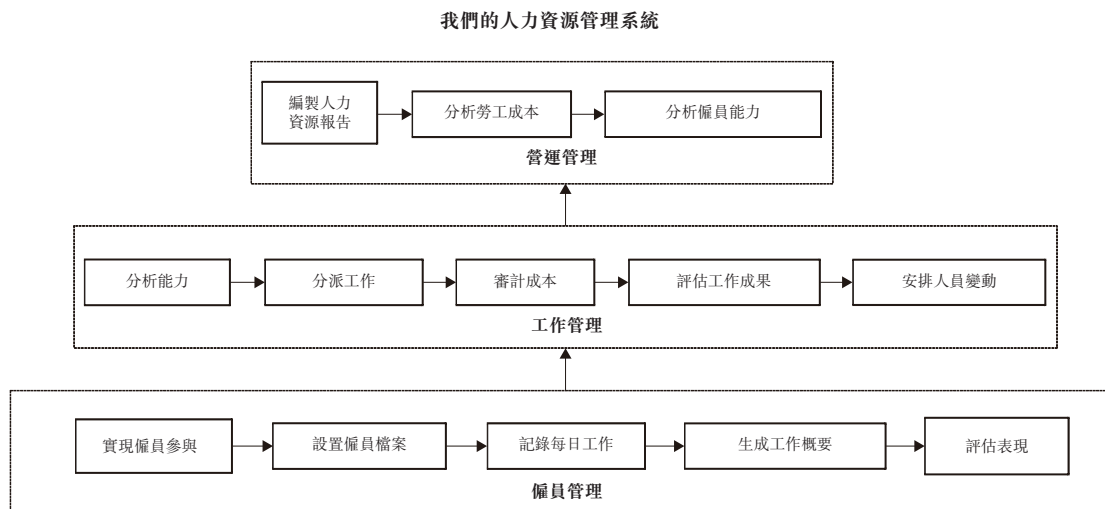 我們的人力資源管理系統
編製人力
資源報告
分析勞工成本
分析僱員能力
營運管理
分析能力
分派工作
審計成本
評估工作成果
安排人員變動
工作管理
實現僱員參與
設置僱員檔案
記錄每日工作
生成工作概要
評估表現
僱員管理